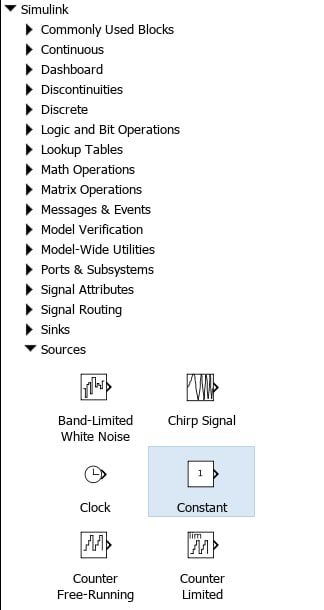 Simulink
Commonly Used Blocks
Continuous
Dashboard
Discontinuities
Discrete
Logic and Bit Operations
Lookup Tables
Math Operations
Matrix Operations
Messages & Events
Model Verification
Model-Wide Utilities
Ports & Subsystems
Signal Attributes
Signal Routing
Sinks
Sources
Band-Limited
White Noise
Chirp Signal
1
Clock
Constant
lim
Counter
Free-Running
Counter
Limited